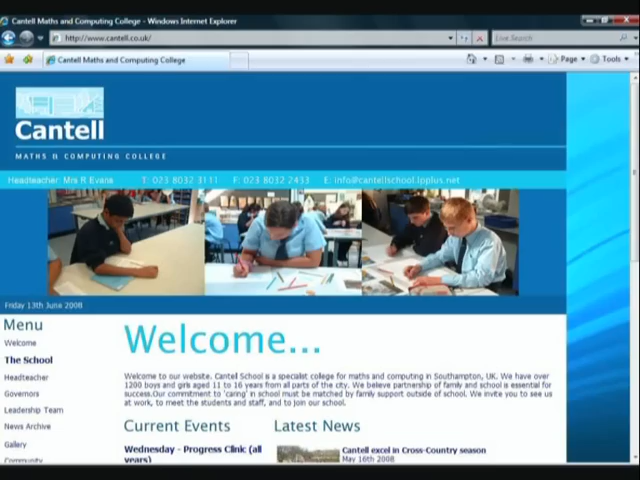 Cantell Maths and Computing College - Windows Internet Explorer
http://www.cantell.co.uk/
Live Search
Cantell Maths and Computing College
Page
Tools
Cantell
MATHS & COMPUTING COLLEGE
Headteacher: Mrs R Evans T: 023 8032 3111 F: 023 8032 2433 E: info@cantellschool.lpplus.net
Friday 13th June 2008
Menu
Welcome
The School
Headteacher
Governors
Leadership Team
News Archive
Gallery
Community
Welcome...
Welcome to our website. Cantell School is a specialist college for maths and computing in Southampton, UK. We have over
1200 boys and girls aged 11 to 16 years from all parts of the city. We believe partnership of family and school is essential for
success.Our commitment to 'caring' in school must be matched by family support outside of school. We invite you to see us
at work, to meet the students and staff, and to join our school.
Current Events
Wednesday - Progress Clinic (all
years)
Latest News
Cantell excel in Cross-Country season
May 16th 2008